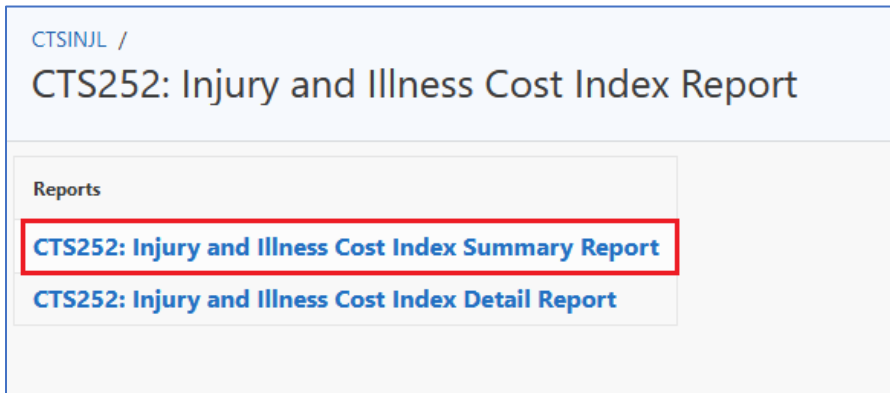 CTSINJL /
CTS252: Injury and Illness Cost Index Report
Reports
CTS252: Injury and Illness Cost Index Summary Report
CTS252: Injury and Illness Cost Index Detail Report